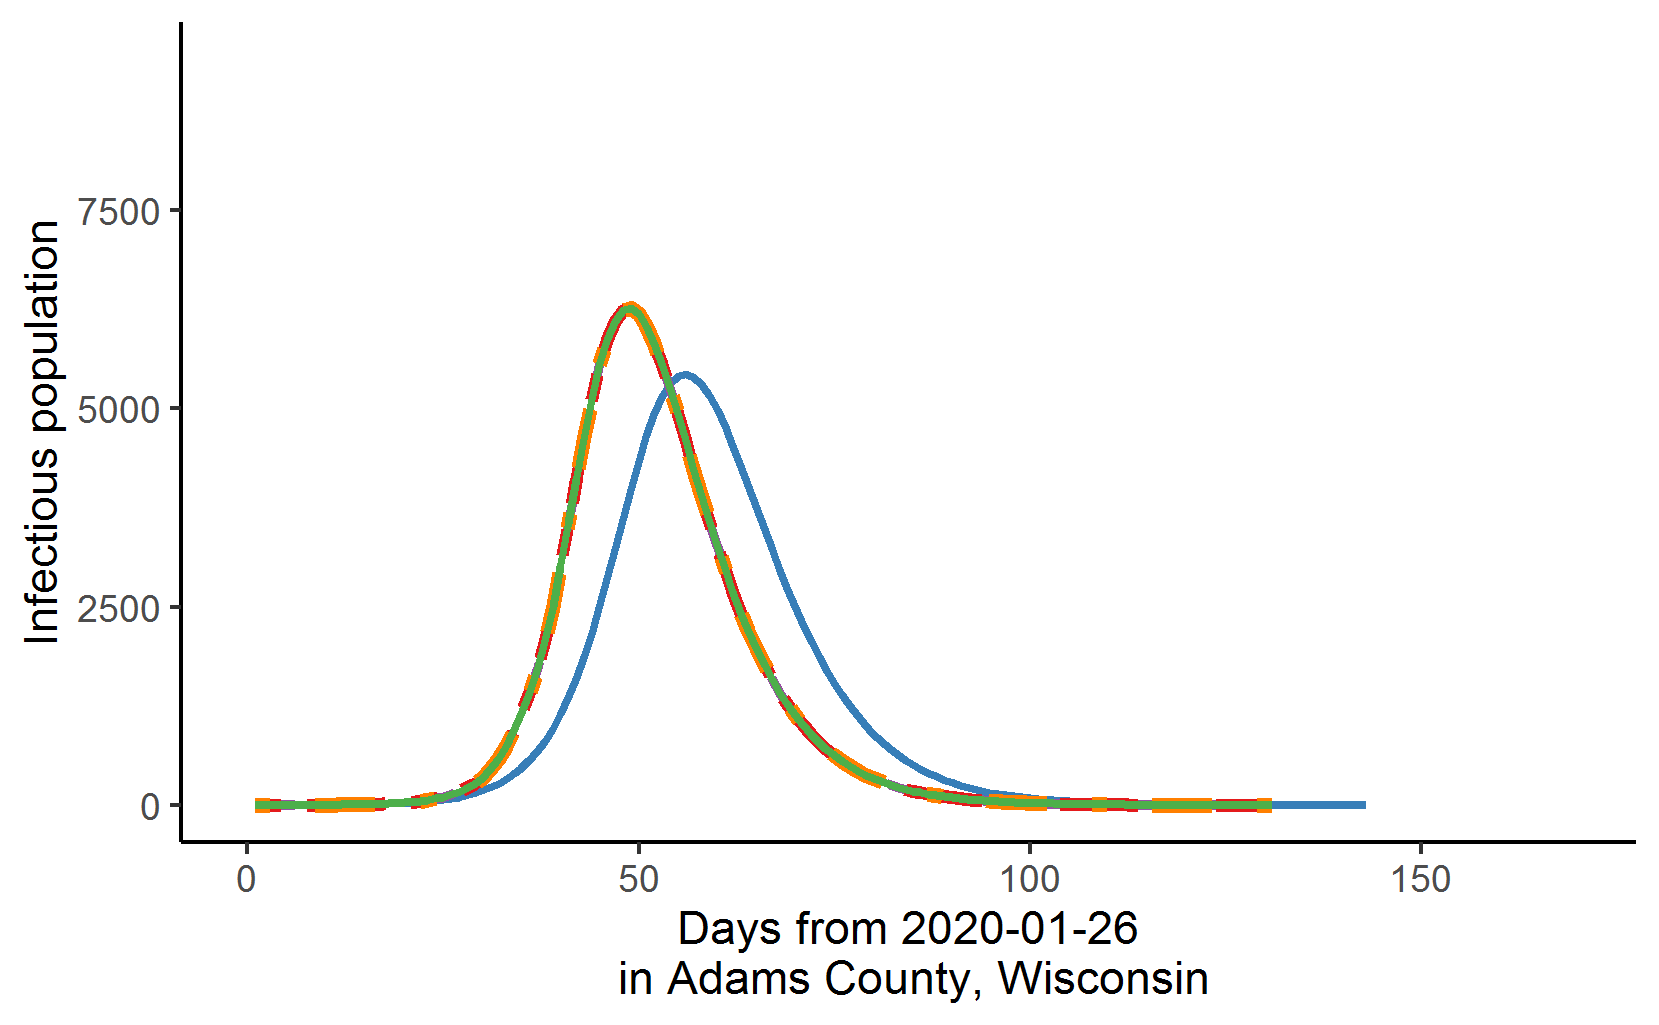 Infectious population
7500
5000
2500
0
0 50 100 150
Days from 2020-01-26
in Adams County, Wisconsin